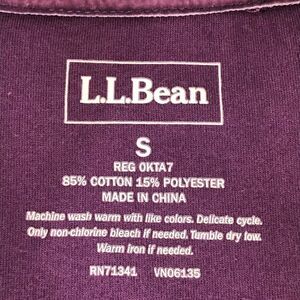 L.L.Bean
S
REG OKTA7
85% COTTON 15% POLYESTER
MADE IN CHINA
Machine wash warm with like colors. Delicate cycle.
Only non-chlorine bleach if needed. Tumble dry low.
Warm iron if needed.
RN71341 VN06135